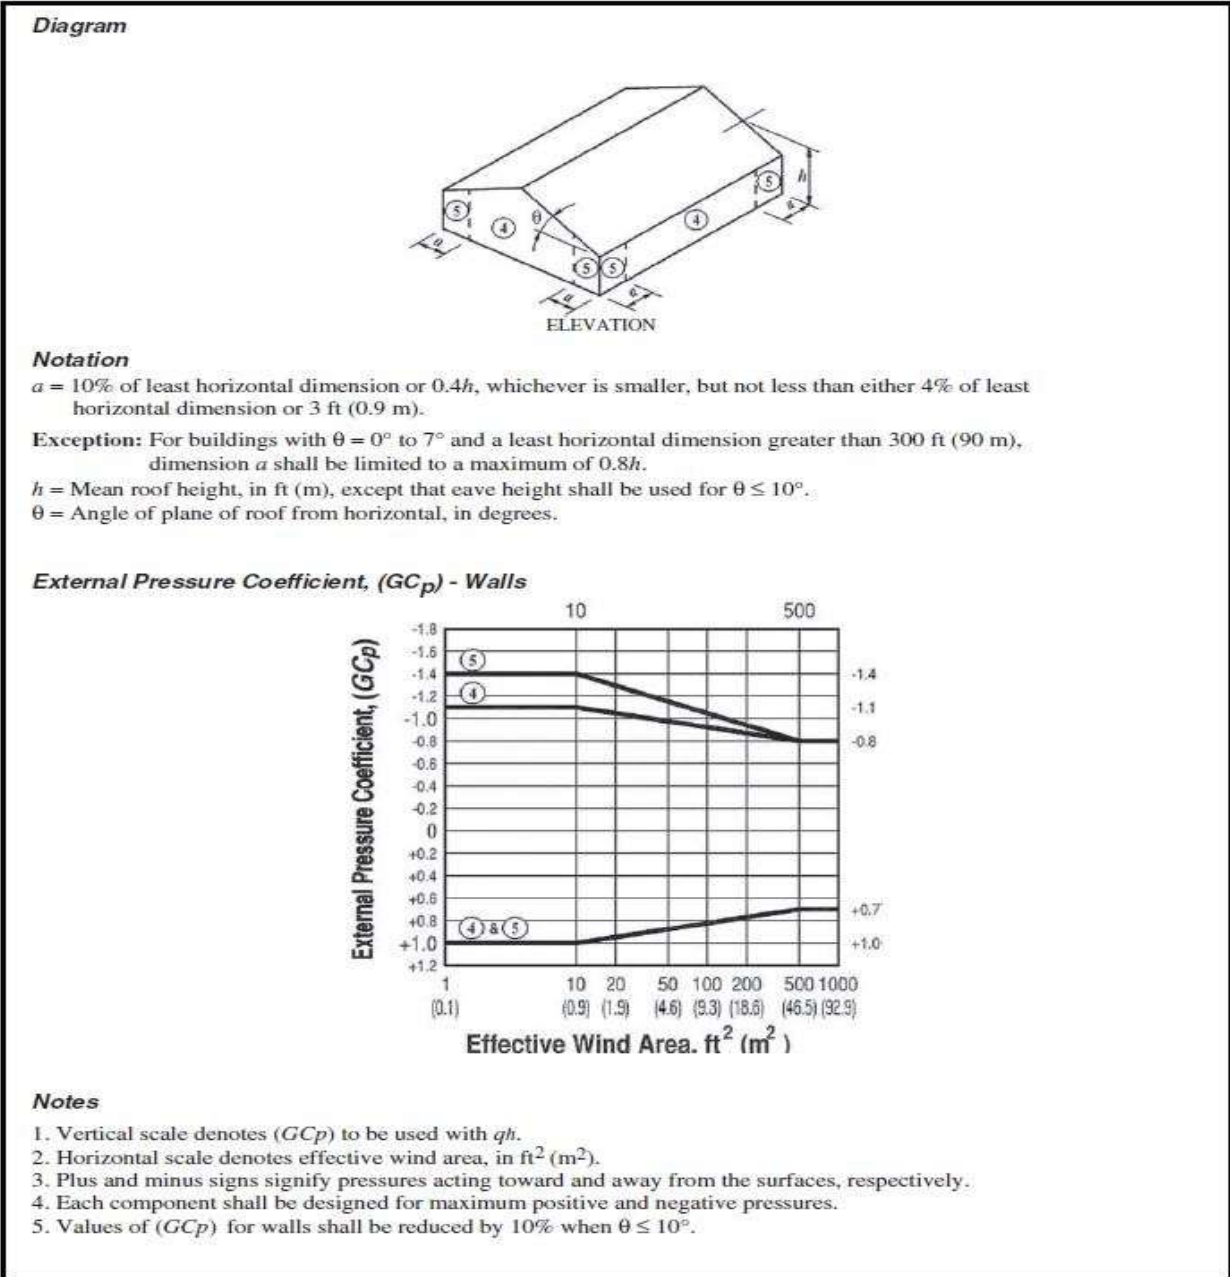 Diagram
5
4
θ
5
5
4
5
h
a
a
a
a
ELEVATION
Notation
a = 10% of least horizontal dimension or 0.4h, whichever is smaller, but not less than either 4% of least
horizontal dimension or 3 ft (0.9 m).
Exception: For buildings with θ = 0° to 7° and a least horizontal dimension greater than 300 ft (90 m),
dimension a shall be limited to a maximum of 0.8h.
h = Mean roof height, in ft (m), except that eave height shall be used for θ ≤ 10°.
θ = Angle of plane of roof from horizontal, in degrees.
External Pressure Coefficient, (GCp) - Walls
10 500
External Pressure Coefficient, (GCp)
-1.8
-1.6
-1.4
-1.2
-1.0
-0.8
-0.6
-0.4
-0.2
0
+0.2
+0.4
+0.6
+0.8
+1.0
+1.2
5
4
4 & 5
-1.4
-1.1
-0.8
+0.7
+1.0
1 10 20 50 100 200 500 1000
(0.1) (0.9) (1.9) (4.6) (9.3) (18.6) (46.5) (92.9)
Effective Wind Area. ft² (m²)
Notes
1. Vertical scale denotes (GCp) to be used with qh.
2. Horizontal scale denotes effective wind area, in ft² (m²).
3. Plus and minus signs signify pressures acting toward and away from the surfaces, respectively.
4. Each component shall be designed for maximum positive and negative pressures.
5. Values of (GCp) for walls shall be reduced by 10% when θ ≤ 10°.